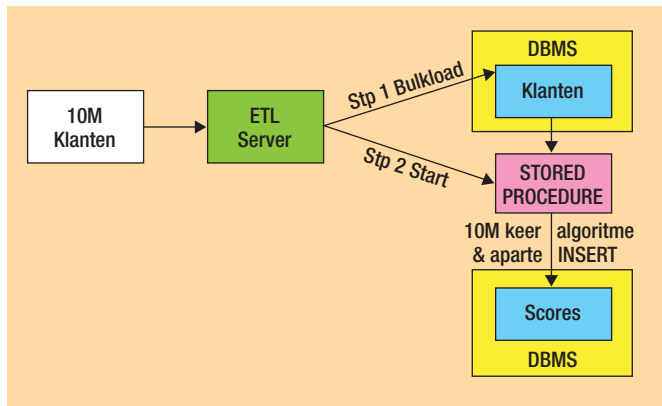 10M
Klanten
ETL
Server
Stp 1 Bulkload
Stp 2 Start
DBMS
Klanten
STORED
PROCEDURE
10M keer algoritme
& aparte INSERT
Scores
DBMS